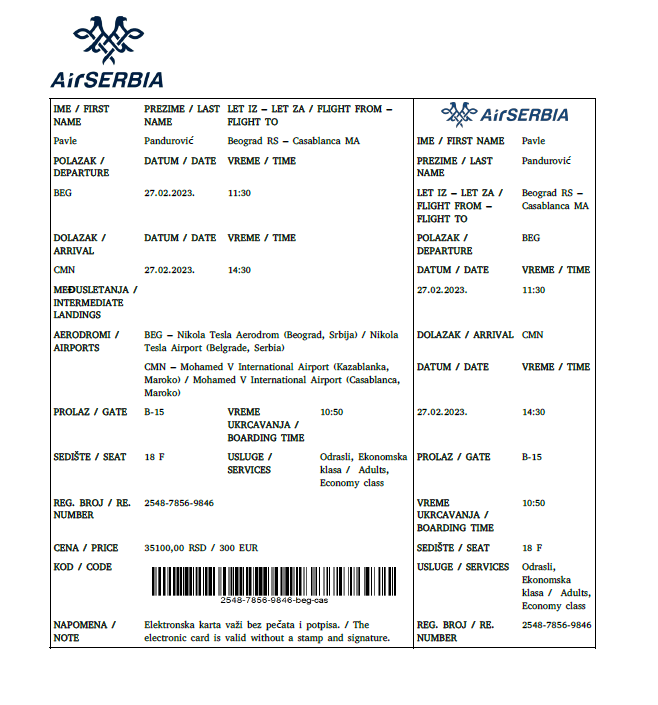 AirSERBIA
IME / FIRST NAME
PREZIME / LAST NAME
LET IZ – LET ZA / FLIGHT FROM – FLIGHT TO
Pavle
Pandurović
Beograd RS – Casablanca MA
POLAZAK / DEPARTURE
DATUM / DATE
VREME / TIME
BEG
27.02.2023.
11:30
DOLAZAK / ARRIVAL
DATUM / DATE
VREME / TIME
CMN
27.02.2023.
14:30
MEĐUSLETANJA / INTERMEDIATE LANDINGS
AERODROMI / AIRPORTS
BEG – Nikola Tesla Aerodrom (Beograd, Srbija) / Nikola
Tesla Airport (Belgrade, Serbia)
CMN – Mohamed V International Airport (Kazablanka,
Maroko) / Mohamed V International Airport (Casablanca,
Maroko)
PROLAZ / GATE
B-15
VREME UKRCAVANJA / BOARDING TIME
10:50
SEDIŠTE / SEAT
18 F
USLUGE / SERVICES
Odrasli, Ekonomska
klasa / Adults,
Economy class
REG. BROJ / RE. NUMBER
2548-7856-9846
CENA / PRICE
35100,00 RSD / 300 EUR
KOD / CODE
2548-7856-9846-beg-cas
NAPOMENA / NOTE
Elektronska karta važi bez pečata i potpisa. / The
electronic card is valid without a stamp and signature.
AirSERBIA
IME / FIRST NAME
Pavle
PREZIME / LAST NAME
Pandurović
LET IZ – LET ZA / FLIGHT FROM – FLIGHT TO
Beograd RS –
Casablanca MA
POLAZAK / DEPARTURE
BEG
DATUM / DATE
VREME / TIME
27.02.2023.
11:30
DOLAZAK / ARRIVAL
CMN
DATUM / DATE
VREME / TIME
27.02.2023.
14:30
PROLAZ / GATE
B-15
VREME UKRCAVANJA / BOARDING TIME
10:50
SEDIŠTE / SEAT
18 F
USLUGE / SERVICES
Odrasli,
Ekonomska
klasa / Adults,
Economy class
REG. BROJ / RE. NUMBER
2548-7856-9846